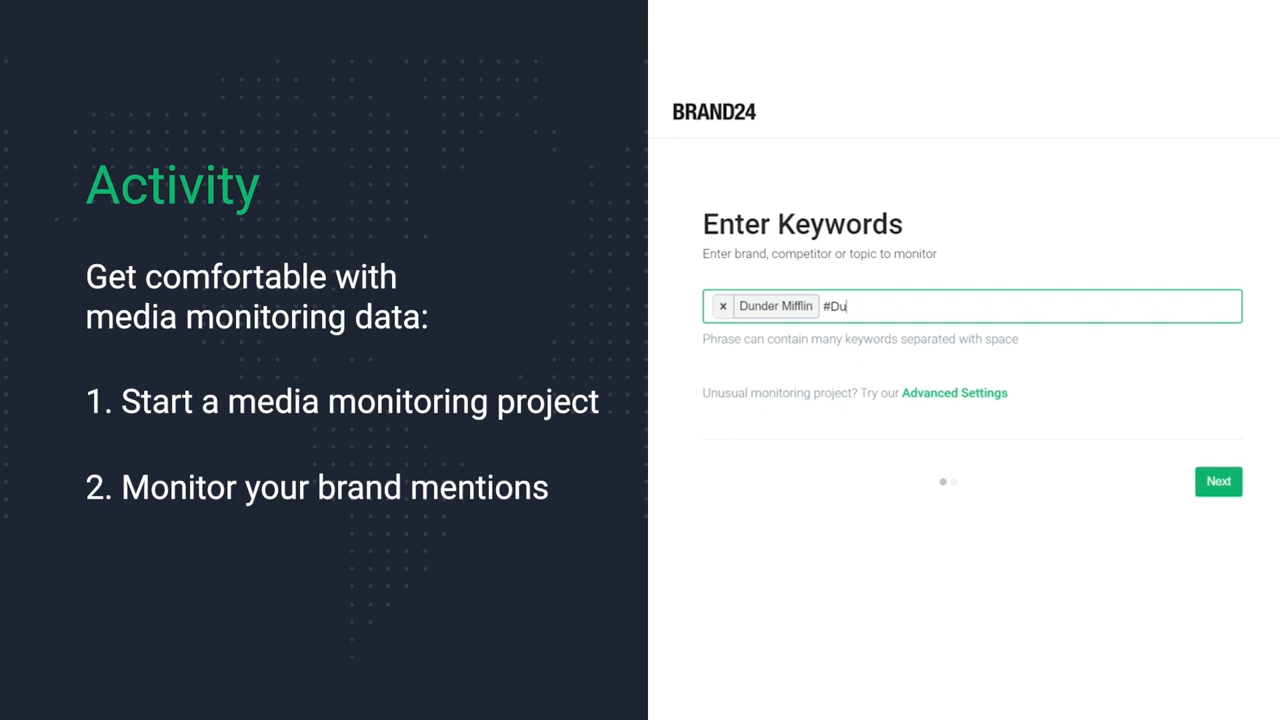 Activity
Get comfortable with
media monitoring data:
1. Start a media monitoring project
2. Monitor your brand mentions
BRAND24
Enter Keywords
Enter brand, competitor or topic to monitor
× Dunder Mifflin #Du
Phrase can contain many keywords separated with space
Unusual monitoring project? Try our Advanced Settings
Next